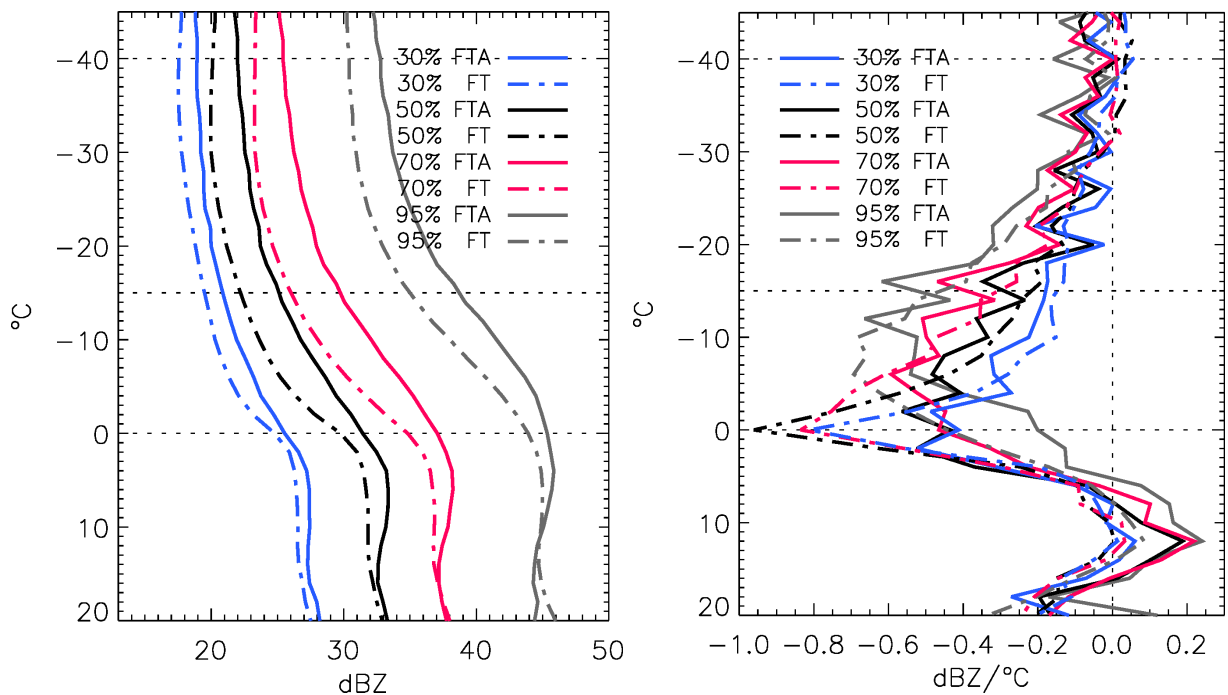 -40
-30
-20
-10
0
10
20
°C
20
30
40
50
dBZ
30% FTA
30% FT
50% FTA
50% FT
70% FTA
70% FT
95% FTA
95% FT
-40
-30
-20
-10
0
10
20
°C
-1.0
-0.8
-0.6
-0.4
-0.2
0.0
0.2
dBZ/°C
30% FTA
30% FT
50% FTA
50% FT
70% FTA
70% FT
95% FTA
95% FT